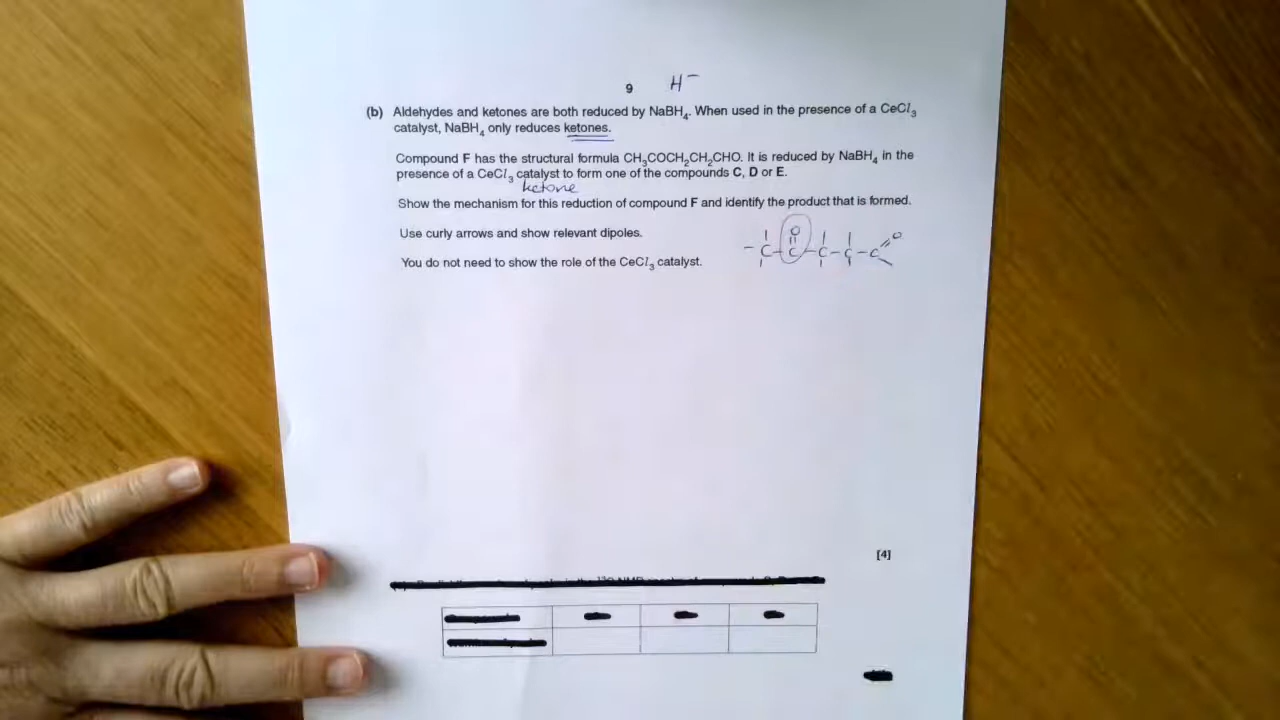 9 H⁻
(b) Aldehydes and ketones are both reduced by NaBH₄. When used in the presence of a CeCl₃
catalyst, NaBH₄ only reduces ketones.
Compound F has the structural formula CH₃COCH₂CH₂CHO. It is reduced by NaBH₄ in the
presence of a CeCl₃ catalyst to form one of the compounds C, D or E.
ketone
Show the mechanism for this reduction of compound F and identify the product that is formed.
Use curly arrows and show relevant dipoles.
O O
C C C C C
You do not need to show the role of the CeCl₃ catalyst.
[4]